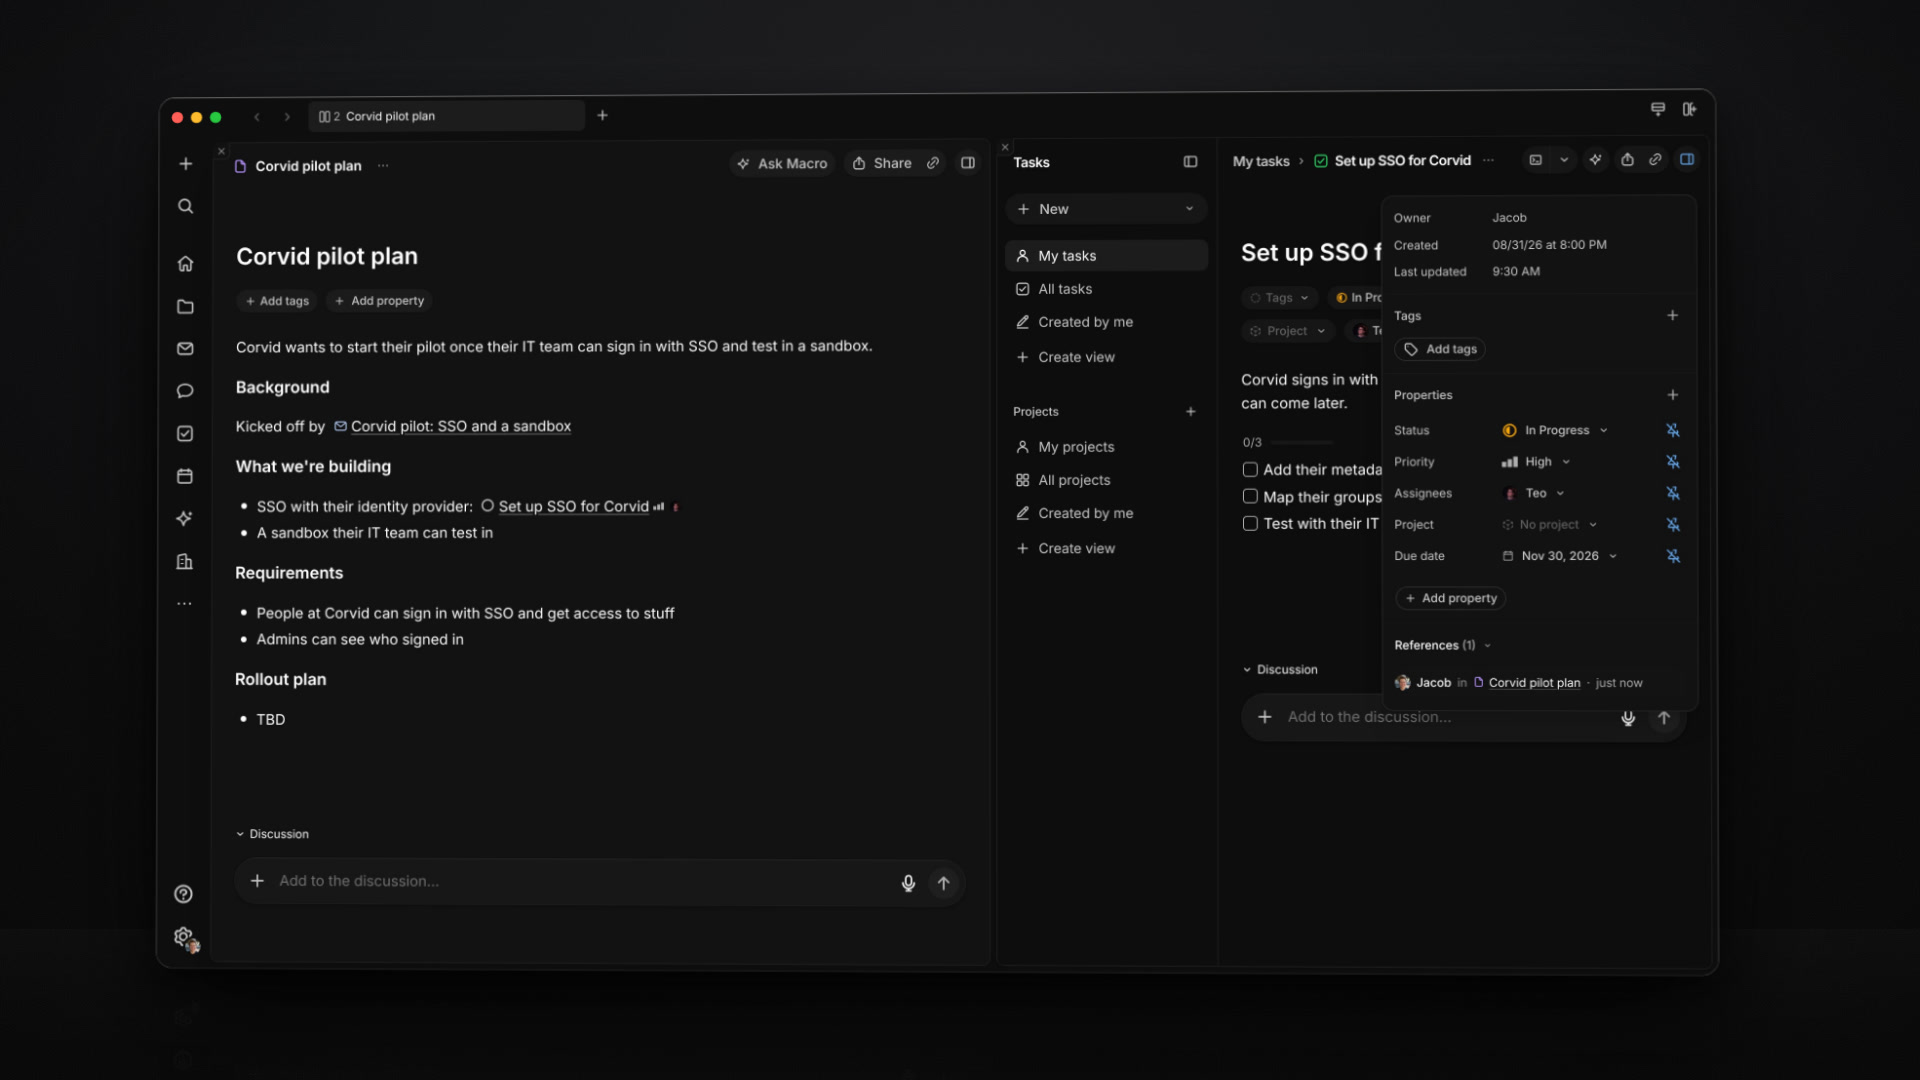 2 Corvid pilot plan
Corvid pilot plan
Ask Macro
Share
Corvid pilot plan
Add tags
Add property
Corvid wants to start their pilot once their IT team can sign in with SSO and test in a sandbox.
Background
Kicked off by Corvid pilot: SSO and a sandbox
What we're building
SSO with their identity provider: Set up SSO for Corvid
A sandbox their IT team can test in
Requirements
People at Corvid can sign in with SSO and get access to stuff
Admins can see who signed in
Rollout plan
TBD
Discussion
Add to the discussion...
Tasks
New
My tasks
All tasks
Created by me
Create view
Projects
My projects
All projects
Created by me
Create view
My tasks › Set up SSO for Corvid
Set up SSO f
Tags
In Pro
Project
Te
Corvid signs in with
can come later.
0/3
Add their metada
Map their groups
Test with their IT
Discussion
Add to the discussion...
Owner Jacob
Created 08/31/26 at 8:00 PM
Last updated 9:30 AM
Tags
Add tags
Properties
Status In Progress
Priority High
Assignees Teo
Project No project
Due date Nov 30, 2026
Add property
References (1)
Jacob in Corvid pilot plan · just now